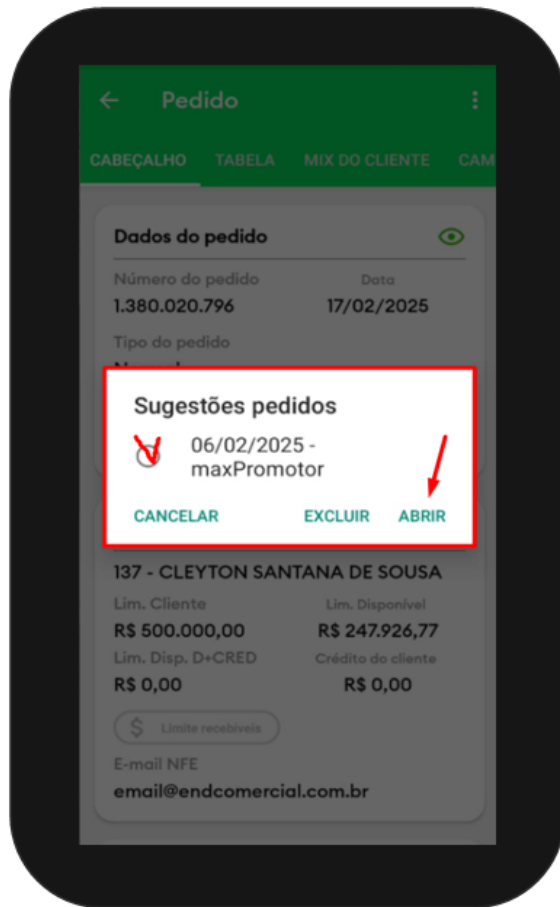 Pedido
CABEÇALHO TABELA MIX DO CLIENTE CAM
Dados do pedido
Número do pedido Data
1.380.020.796 17/02/2025
Tipo do pedido
Sugestões pedidos
06/02/2025 -
maxPromotor
CANCELAR EXCLUIR ABRIR
137 - CLEYTON SANTANA DE SOUSA
Lim. Cliente Lim. Disponível
R$ 500.000,00 R$ 247.926,77
Lim. Disp. D+CRED Crédito do cliente
R$ 0,00 R$ 0,00
$ Limite recebíveis
E-mail NFE
email@endcomercial.com.br